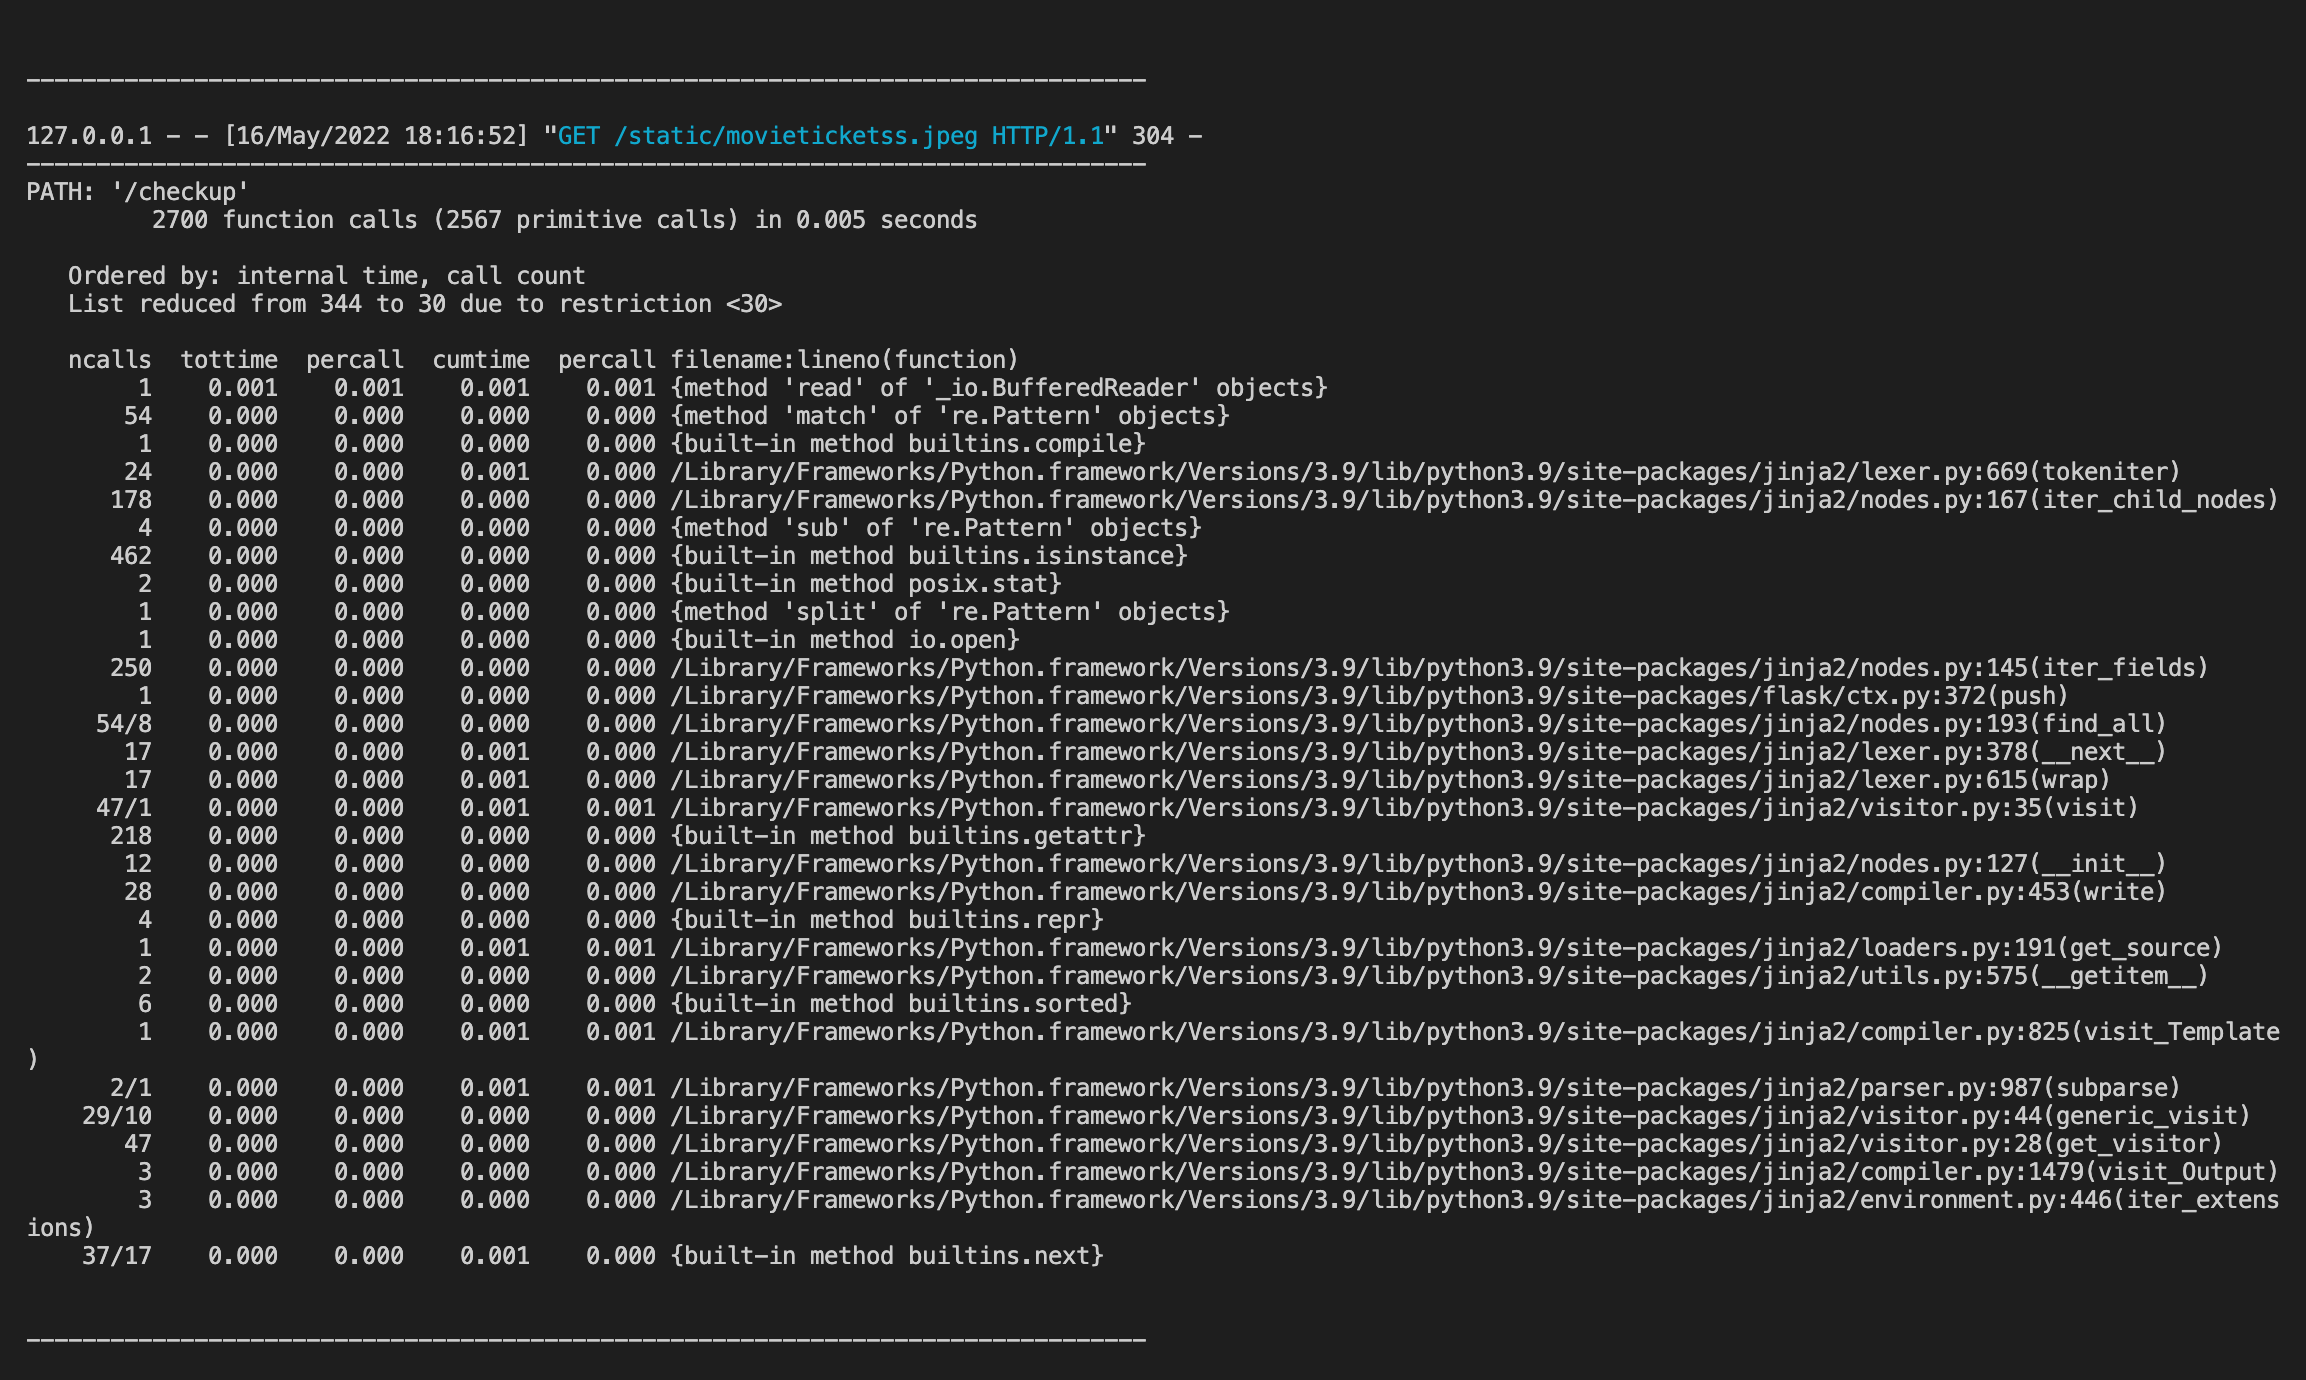 --------------------------------------------------------------------------------
127.0.0.1 - - [16/May/2022 18:16:52] "GET /static/movieticketss.jpeg HTTP/1.1" 304 -
--------------------------------------------------------------------------------
PATH: '/checkup'
         2700 function calls (2567 primitive calls) in 0.005 seconds
   Ordered by: internal time, call count
   List reduced from 344 to 30 due to restriction <30>
   ncalls  tottime  percall  cumtime  percall filename:lineno(function)
        1    0.001    0.001    0.001    0.001 {method 'read' of '_io.BufferedReader' objects}
       54    0.000    0.000    0.000    0.000 {method 'match' of 're.Pattern' objects}
        1    0.000    0.000    0.000    0.000 {built-in method builtins.compile}
       24    0.000    0.000    0.001    0.000 /Library/Frameworks/Python.framework/Versions/3.9/lib/python3.9/site-packages/jinja2/lexer.py:669(tokeniter)
      178    0.000    0.000    0.000    0.000 /Library/Frameworks/Python.framework/Versions/3.9/lib/python3.9/site-packages/jinja2/nodes.py:167(iter_child_nodes)
        4    0.000    0.000    0.000    0.000 {method 'sub' of 're.Pattern' objects}
      462    0.000    0.000    0.000    0.000 {built-in method builtins.isinstance}
        2    0.000    0.000    0.000    0.000 {built-in method posix.stat}
        1    0.000    0.000    0.000    0.000 {method 'split' of 're.Pattern' objects}
        1    0.000    0.000    0.000    0.000 {built-in method io.open}
      250    0.000    0.000    0.000    0.000 /Library/Frameworks/Python.framework/Versions/3.9/lib/python3.9/site-packages/jinja2/nodes.py:145(iter_fields)
        1    0.000    0.000    0.000    0.000 /Library/Frameworks/Python.framework/Versions/3.9/lib/python3.9/site-packages/flask/ctx.py:372(push)
     54/8    0.000    0.000    0.000    0.000 /Library/Frameworks/Python.framework/Versions/3.9/lib/python3.9/site-packages/jinja2/nodes.py:193(find_all)
       17    0.000    0.000    0.001    0.000 /Library/Frameworks/Python.framework/Versions/3.9/lib/python3.9/site-packages/jinja2/lexer.py:378(__next__)
       17    0.000    0.000    0.001    0.000 /Library/Frameworks/Python.framework/Versions/3.9/lib/python3.9/site-packages/jinja2/lexer.py:615(wrap)
     47/1    0.000    0.000    0.001    0.001 /Library/Frameworks/Python.framework/Versions/3.9/lib/python3.9/site-packages/jinja2/visitor.py:35(visit)
      218    0.000    0.000    0.000    0.000 {built-in method builtins.getattr}
       12    0.000    0.000    0.000    0.000 /Library/Frameworks/Python.framework/Versions/3.9/lib/python3.9/site-packages/jinja2/nodes.py:127(__init__)
       28    0.000    0.000    0.000    0.000 /Library/Frameworks/Python.framework/Versions/3.9/lib/python3.9/site-packages/jinja2/compiler.py:453(write)
        4    0.000    0.000    0.000    0.000 {built-in method builtins.repr}
        1    0.000    0.000    0.001    0.001 /Library/Frameworks/Python.framework/Versions/3.9/lib/python3.9/site-packages/jinja2/loaders.py:191(get_source)
        2    0.000    0.000    0.000    0.000 /Library/Frameworks/Python.framework/Versions/3.9/lib/python3.9/site-packages/jinja2/utils.py:575(__getitem__)
        6    0.000    0.000    0.000    0.000 {built-in method builtins.sorted}
        1    0.000    0.000    0.001    0.001 /Library/Frameworks/Python.framework/Versions/3.9/lib/python3.9/site-packages/jinja2/compiler.py:825(visit_Template
)
      2/1    0.000    0.000    0.001    0.001 /Library/Frameworks/Python.framework/Versions/3.9/lib/python3.9/site-packages/jinja2/parser.py:987(subparse)
    29/10    0.000    0.000    0.000    0.000 /Library/Frameworks/Python.framework/Versions/3.9/lib/python3.9/site-packages/jinja2/visitor.py:44(generic_visit)
       47    0.000    0.000    0.000    0.000 /Library/Frameworks/Python.framework/Versions/3.9/lib/python3.9/site-packages/jinja2/visitor.py:28(get_visitor)
        3    0.000    0.000    0.000    0.000 /Library/Frameworks/Python.framework/Versions/3.9/lib/python3.9/site-packages/jinja2/compiler.py:1479(visit_Output)
        3    0.000    0.000    0.000    0.000 /Library/Frameworks/Python.framework/Versions/3.9/lib/python3.9/site-packages/jinja2/environment.py:446(iter_extens
ions)
    37/17    0.000    0.000    0.001    0.000 {built-in method builtins.next}
--------------------------------------------------------------------------------